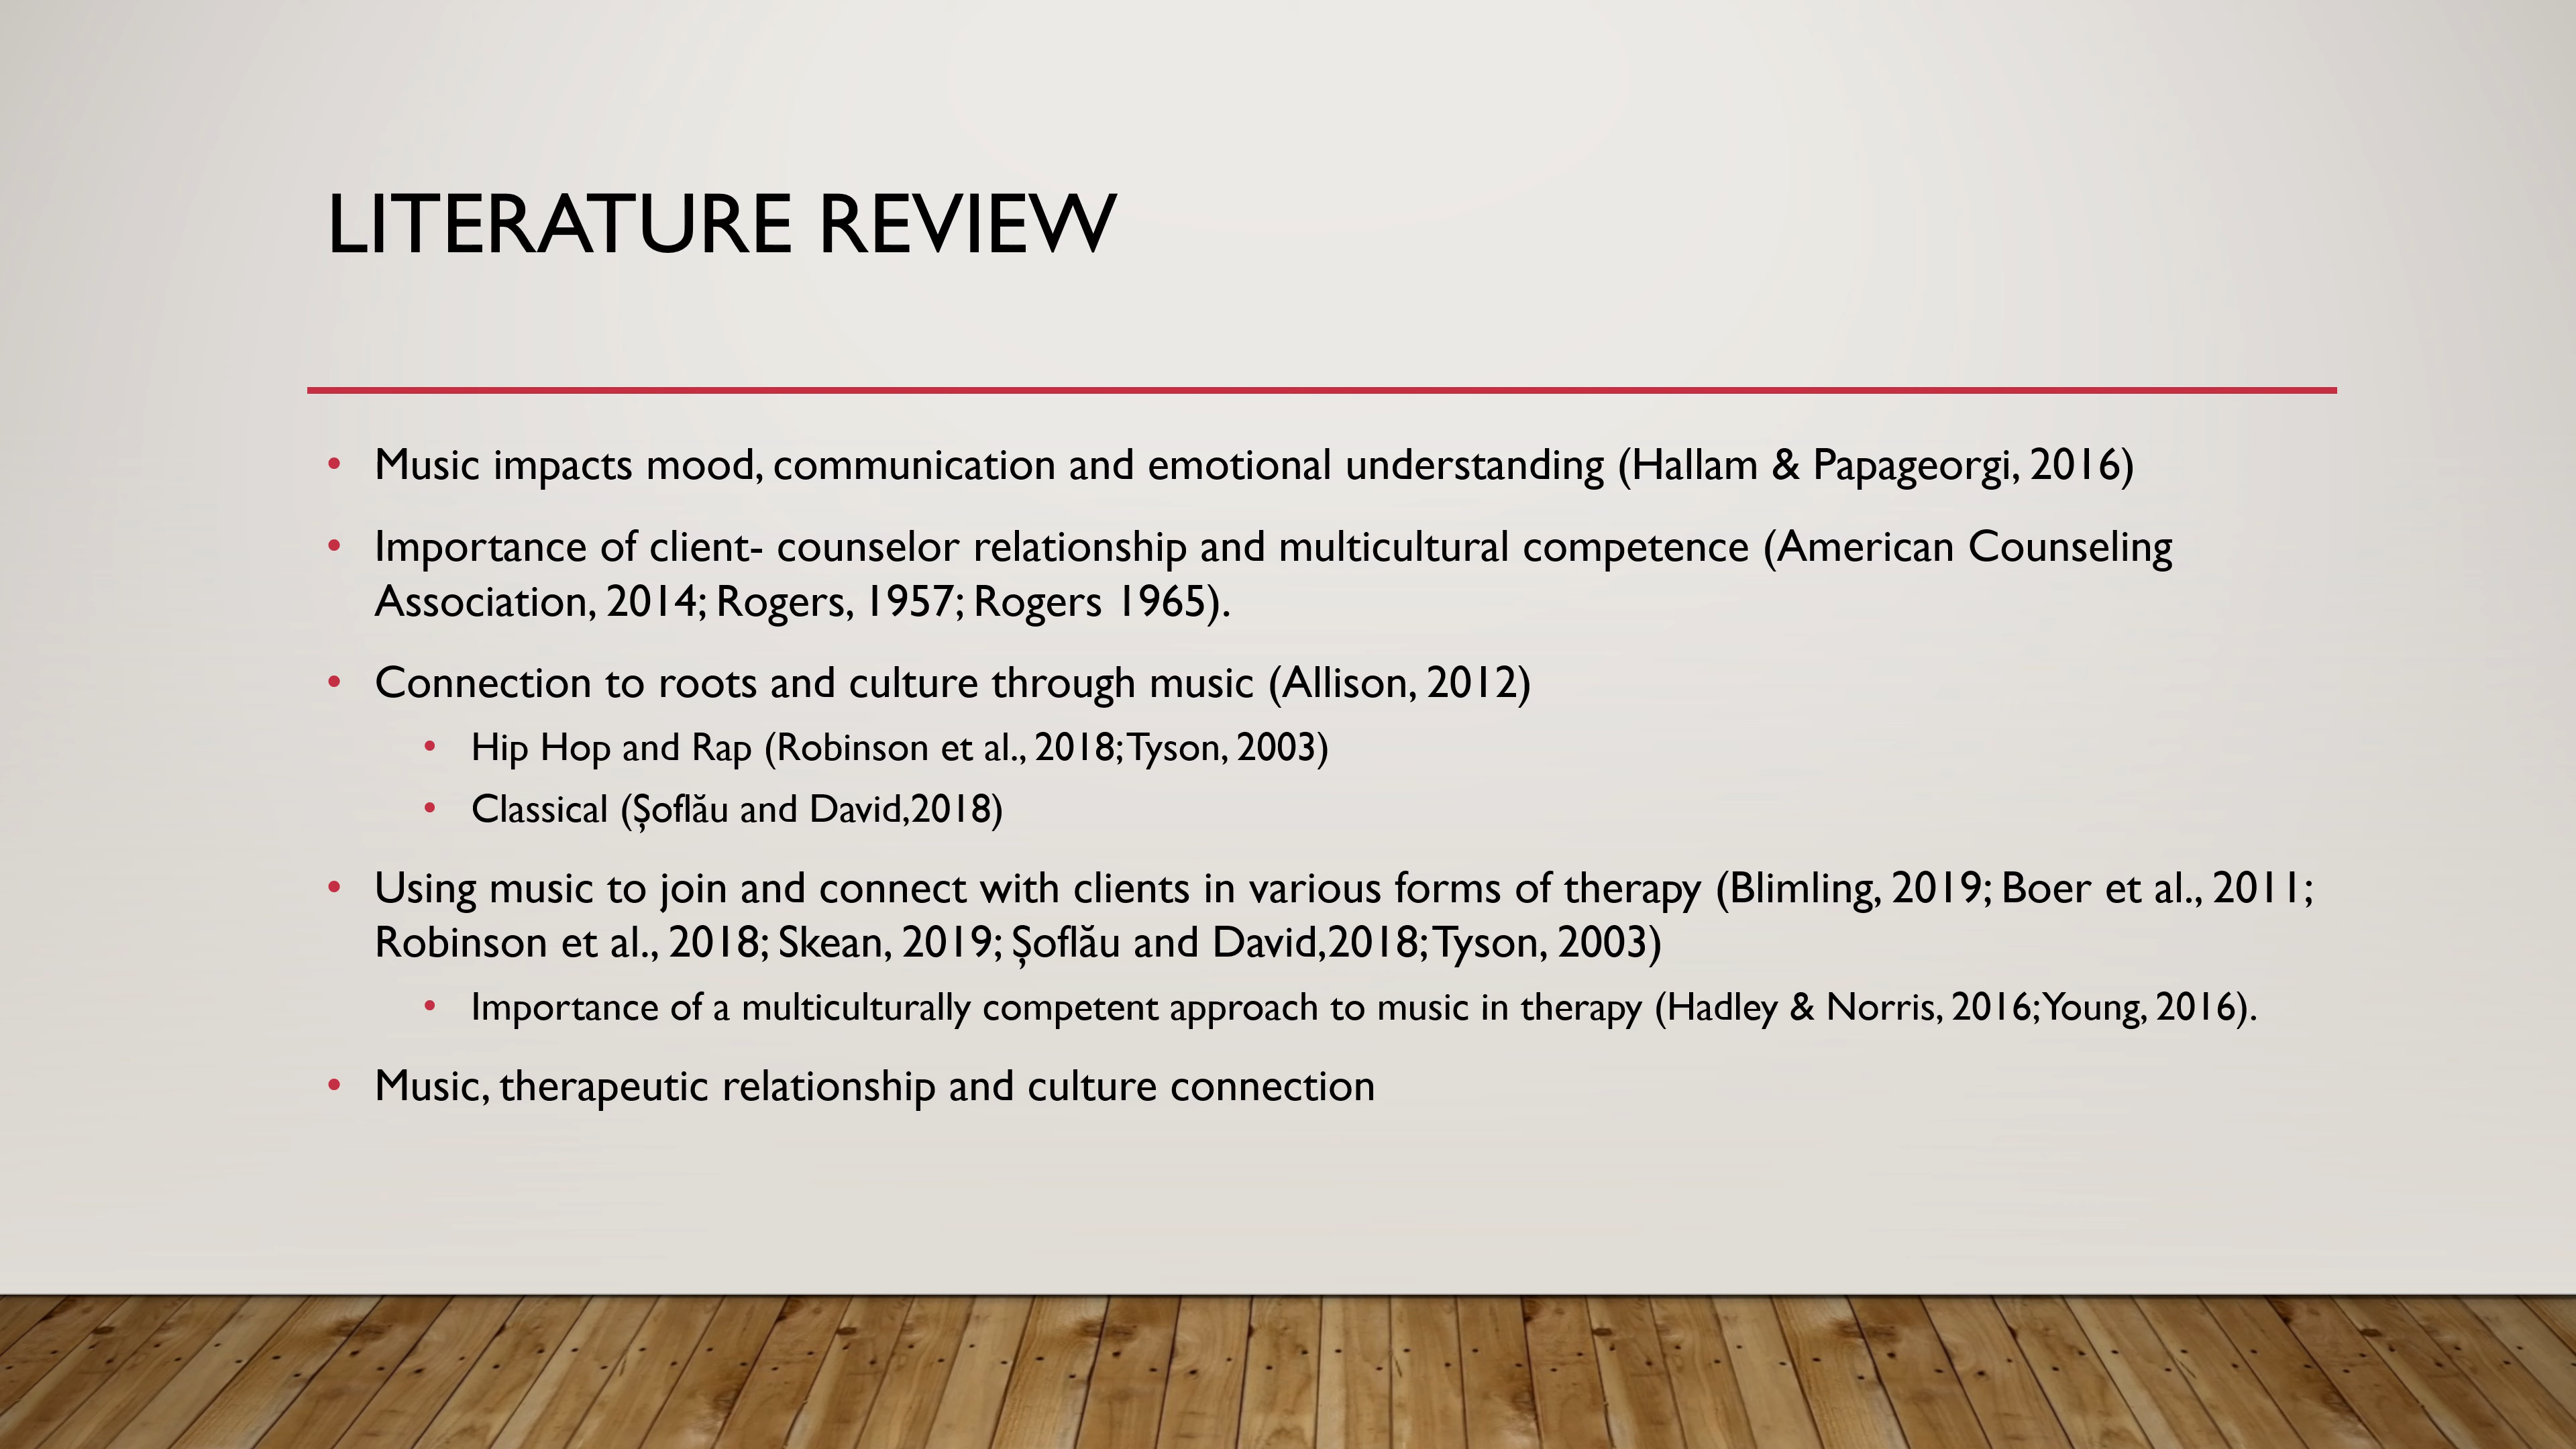 LITERATURE REVIEW
• Music impacts mood, communication and emotional understanding (Hallam & Papageorgi, 2016)
• Importance of client- counselor relationship and multicultural competence (American Counseling
Association, 2014; Rogers, 1957; Rogers 1965).
• Connection to roots and culture through music (Allison, 2012)
• Hip Hop and Rap (Robinson et al., 2018; Tyson, 2003)
• Classical (Șoflău and David,2018)
• Using music to join and connect with clients in various forms of therapy (Blimling, 2019; Boer et al., 2011;
Robinson et al., 2018; Skean, 2019; Șoflău and David,2018; Tyson, 2003)
• Importance of a multiculturally competent approach to music in therapy (Hadley & Norris, 2016; Young, 2016).
• Music, therapeutic relationship and culture connection